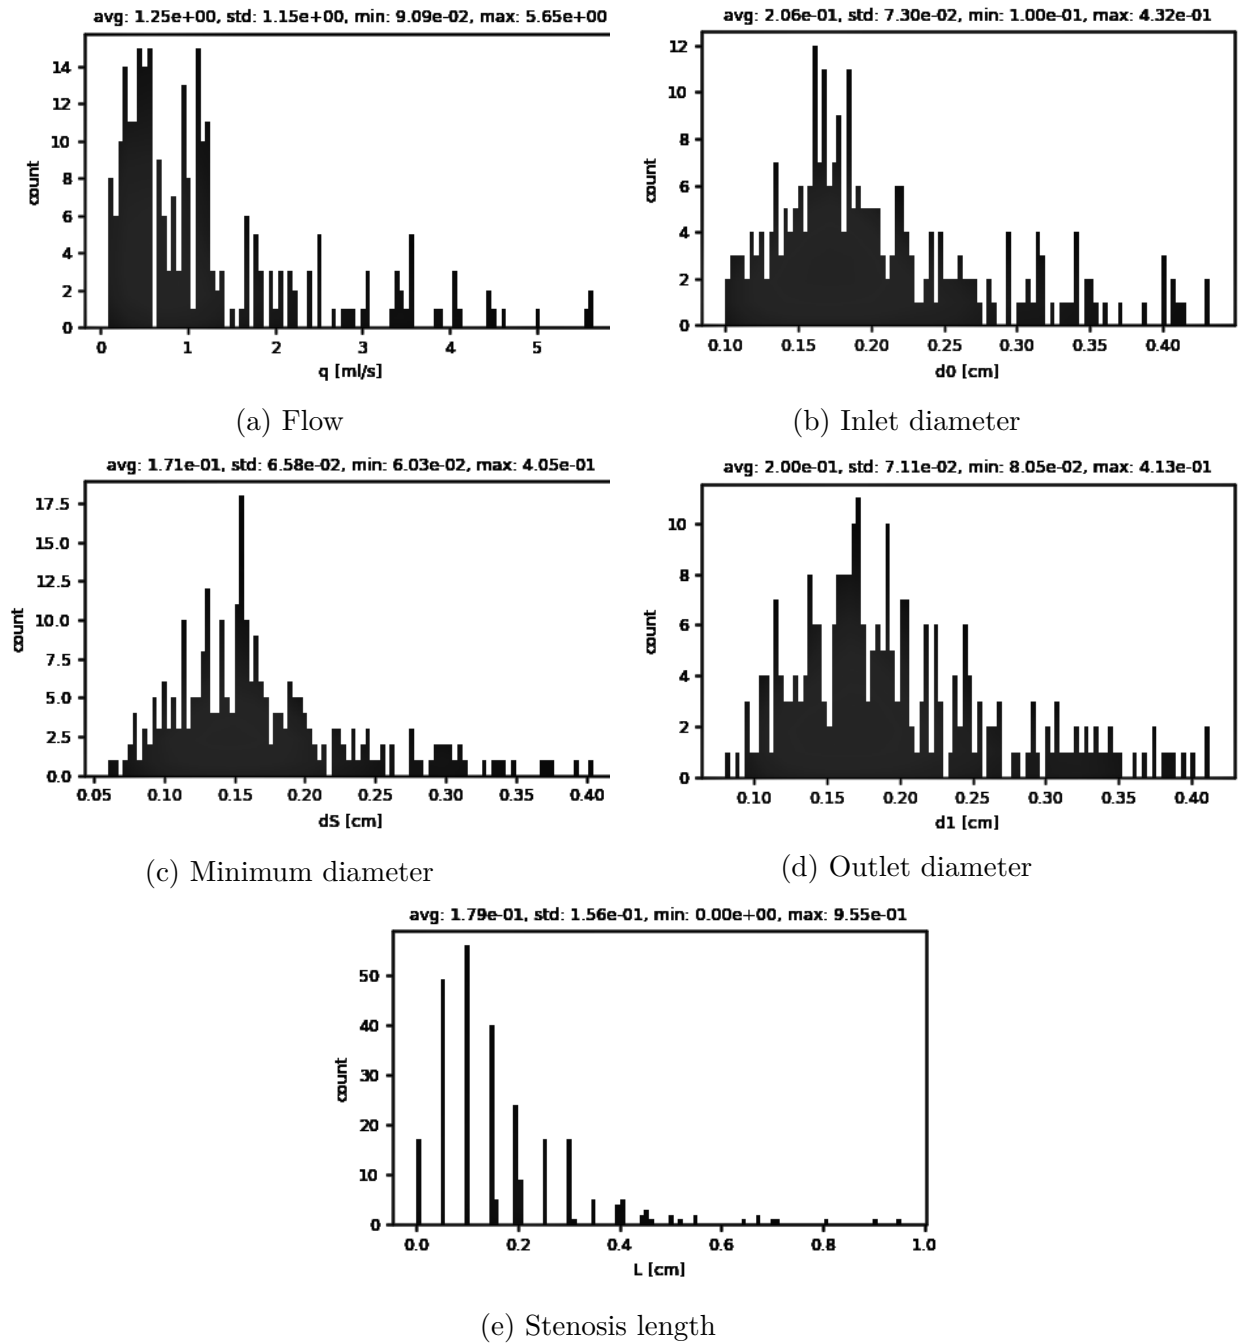 avg: 1.25e+00, std: 1.15e+00, min: 9.09e-02, max: 5.65e+00
14
12
10
8
6
4
2
0
count
0 1 2 3 4 5
q [ml/s]
(a) Flow
avg: 2.06e-01, std: 7.30e-02, min: 1.00e-01, max: 4.32e-01
12
10
8
6
4
2
0
count
0.10 0.15 0.20 0.25 0.30 0.35 0.40
d0 [cm]
(b) Inlet diameter
avg: 1.71e-01, std: 6.58e-02, min: 6.03e-02, max: 4.05e-01
17.5
15.0
12.5
10.0
7.5
5.0
2.5
0.0
count
0.05 0.10 0.15 0.20 0.25 0.30 0.35 0.40
dS [cm]
(c) Minimum diameter
avg: 2.00e-01, std: 7.11e-02, min: 8.05e-02, max: 4.13e-01
10
8
6
4
2
0
count
0.10 0.15 0.20 0.25 0.30 0.35 0.40
d1 [cm]
(d) Outlet diameter
avg: 1.79e-01, std: 1.56e-01, min: 0.00e+00, max: 9.55e-01
50
40
30
20
10
0
count
0.0 0.2 0.4 0.6 0.8 1.0
L [cm]
(e) Stenosis length